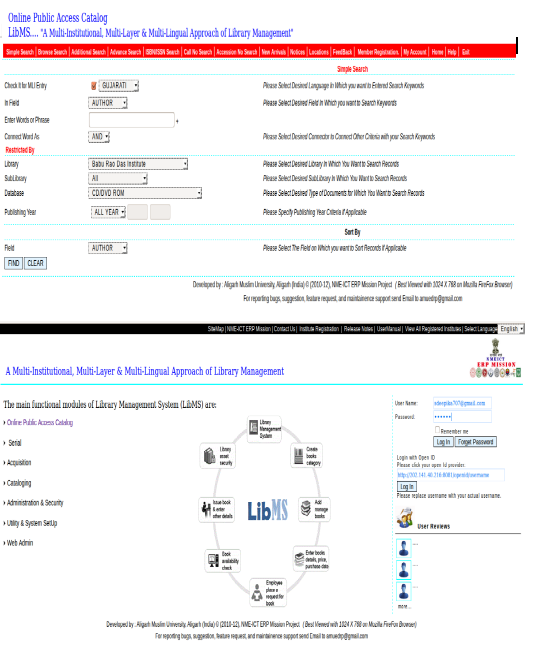 Online Public Access Catalog
LibMS.... "A Multi-Institutional, Multi-Layer & Multi-Lingual Approach of Library Management"
Simple Search | Browse Search | Additional Search | Advance Search | ISBN/ISSN Search | Call No Search | Accession No Search | New Arrivals | Notices | Locations | FeedBack | Member Registration. | My Account | Home | Help | Exit
Simple Search
Check It for MLI Entry GUJARATI Please Select Desired Language In Which you want to Entered Search Keywords
In Field AUTHOR Please Select Desired Field In Which you want to Search Keywords
Enter Words or Phrase
Connect Word As AND Please Select Desired Connector to Connect Other Criteria with your Search Keywords
Restricted By
Library Babu Rao Das Institute Please Select Desired Library In Which You Want to Search Records
SubLibrary All Please Select Desired SubLibrary In Which You Want to Search Records
Database CD/DVD ROM Please Select Desired Type of Documents for Which You Want to Search Records
Publishing Year ALL YEAR Please Specify Publishing Year Criteria If Applicable
Sort By
Field AUTHOR Please Select The Field on Which you want to Sort Records If Applicable
FIND CLEAR
Developed by : Aligarh Muslim University, Aligarh (India) © (2010-12), NME-ICT ERP Mission Project ( Best Viewed with 1024 X 768 on Mozilla FireFox Browser)
For reporting bugs, suggestion, feature request, and maintainence support send Email to amuerp@gmail.com
SiteMap | NME-ICT ERP Mission | Contact Us | Institute Registration | Release Notes | UserManual | View All Registered Institutes | Select Language English
NMEICT
ERP MISSION
A Multi-Institutional, Multi-Layer & Multi-Lingual Approach of Library Management
The main functional modules of Library Management System (LibMS) are:
Online Public Access Catalog
Serial
Acquisition
Cataloging
Administration & Security
Utility & System SetUp
Web Admin
Library Management System
Create books category
Add manage books
Enter books details, price, purchase data
Employee place a request for book
Book availability check
Issue book & enter other details
Library asset security
LibMS
User Name:
Password:
Remember me
Log In Forget Password
Login with Open ID
Please click your open id provider.
Log In
Please replace username with your actual username.
User Reviews
more...
Developed by : Aligarh Muslim University, Aligarh (India) © (2010-12), NME-ICT ERP Mission Project ( Best Viewed with 1024 X 768 on Mozilla FireFox Browser)
For reporting bugs, suggestion, feature request, and maintainence support send Email to amuerp@gmail.com